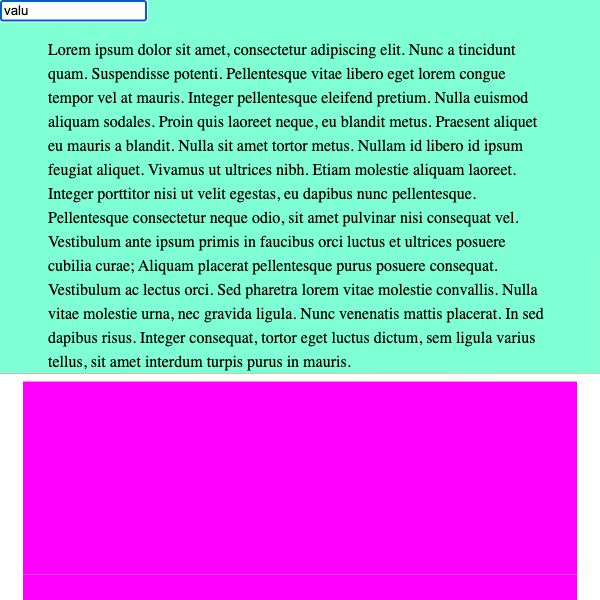 valu
Lorem ipsum dolor sit amet, consectetur adipiscing elit. Nunc a tincidunt
quam. Suspendisse potenti. Pellentesque vitae libero eget lorem congue
tempor vel at mauris. Integer pellentesque eleifend pretium. Nulla euismod
aliquam sodales. Proin quis laoreet neque, eu blandit metus. Praesent aliquet
eu mauris a blandit. Nulla sit amet tortor metus. Nullam id libero id ipsum
feugiat aliquet. Vivamus ut ultrices nibh. Etiam molestie aliquam laoreet.
Integer porttitor nisi ut velit egestas, eu dapibus nunc pellentesque.
Pellentesque consectetur neque odio, sit amet pulvinar nisi consequat vel.
Vestibulum ante ipsum primis in faucibus orci luctus et ultrices posuere
cubilia curae; Aliquam placerat pellentesque purus posuere consequat.
Vestibulum ac lectus orci. Sed pharetra lorem vitae molestie convallis. Nulla
vitae molestie urna, nec gravida ligula. Nunc venenatis mattis placerat. In sed
dapibus risus. Integer consequat, tortor eget luctus dictum, sem ligula varius
tellus, sit amet interdum turpis purus in mauris.